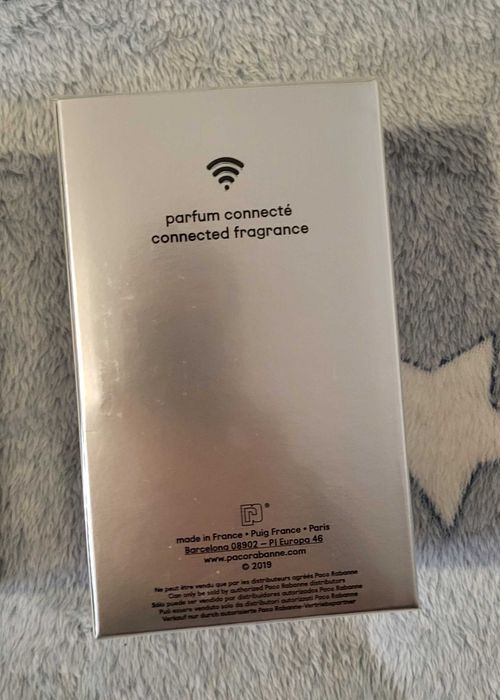 parfum connecté
connected fragrance
made in France • Puig France • Paris
Barcelona 08902 – Pl Europa 46
www.pacorabanne.com
© 2019
Ne peut être vendu que par les distributeurs agréés Paco Rabanne
Can only be sold by authorized Paco Rabanne distributors
Solo puede ser vendido por distribuidores autorizados Paco Rabanne
Può essere venduto solo da distributori autorizzati Paco Rabanne
Verkauf nur durch autorisierte Paco Rabanne-Vertriebspartner